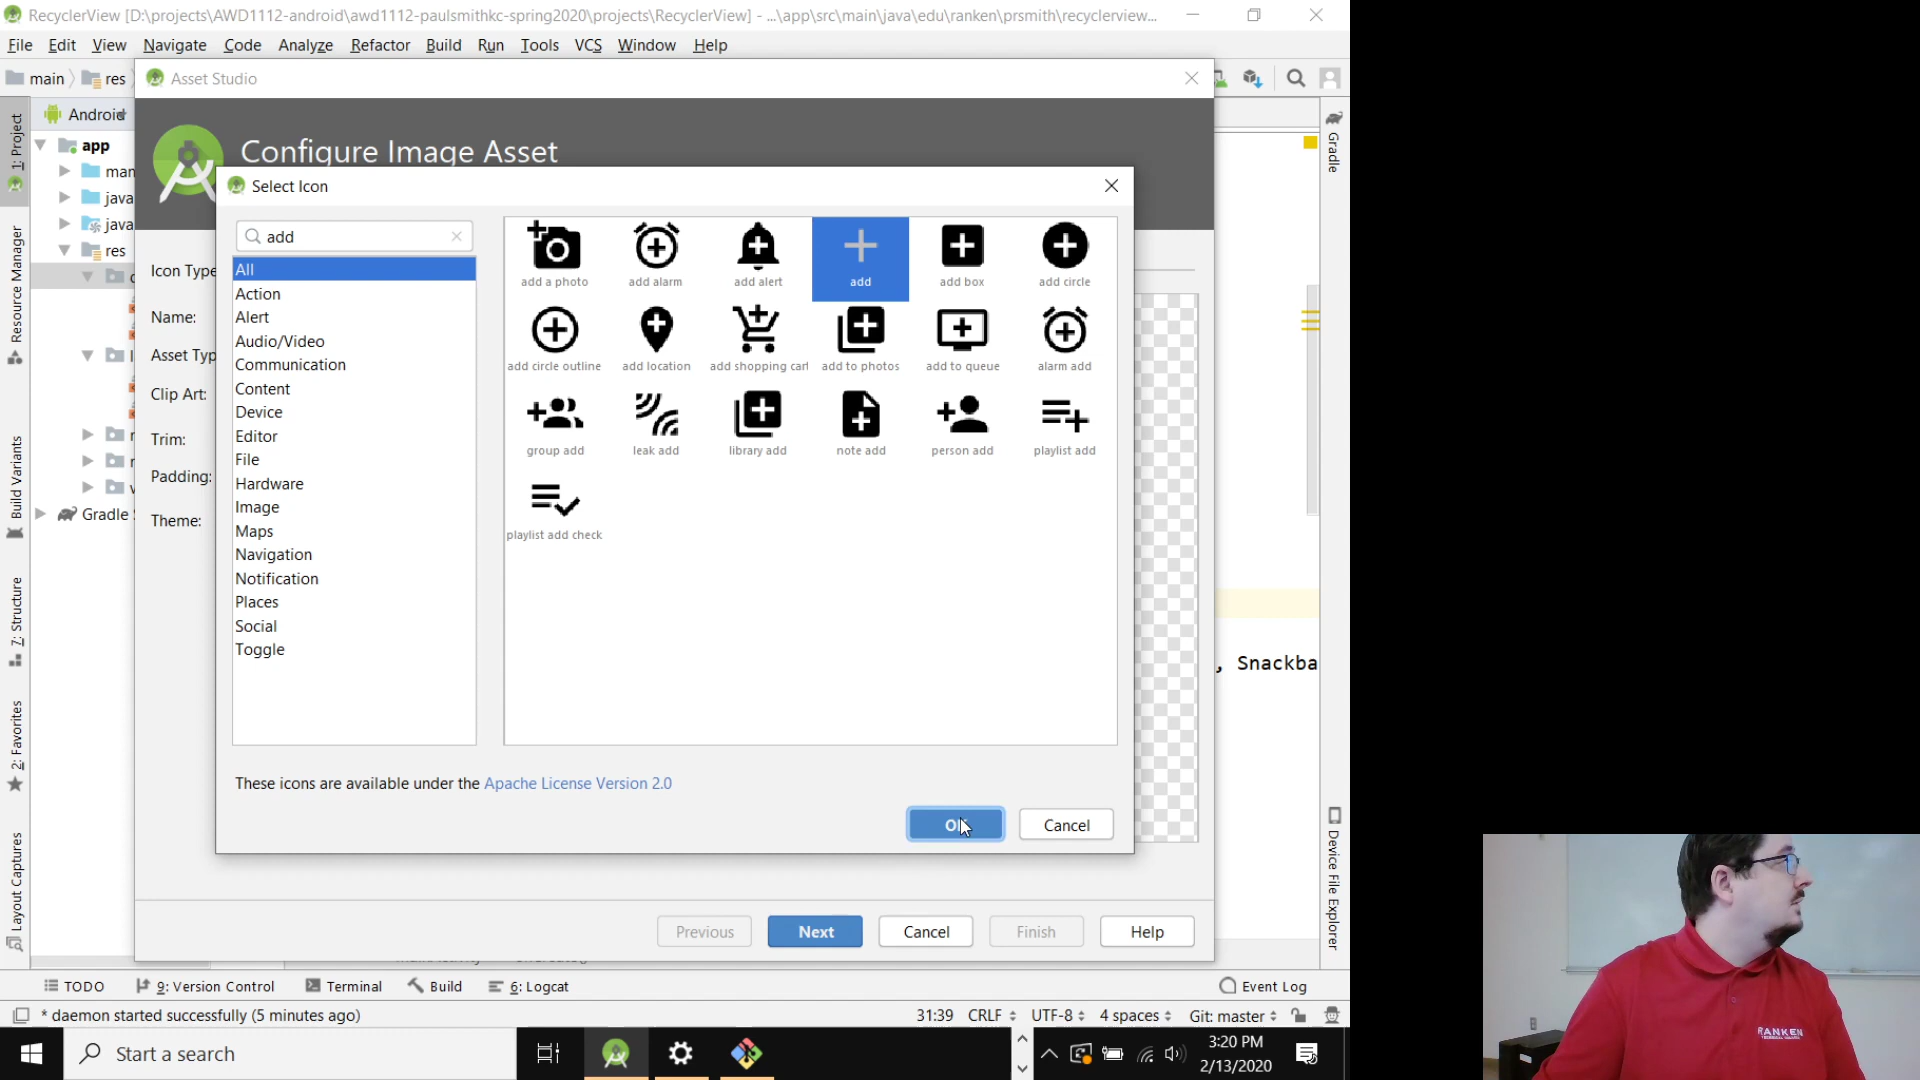 RecyclerView [D:\projects\AWD1112-android\awd1112-paulsmithkc-spring2020\projects\RecyclerView] - ...\app\src\main\java\edu\ranken\prsmith\recyclerview...
File Edit View Navigate Code Analyze Refactor Build Run Tools VCS Window Help
main res
Asset Studio
Android
Configure Image Asset
app
java
java
res
Gradle
Select Icon
add
All
Action
Alert
Audio/Video
Communication
Content
Device
Editor
File
Hardware
Image
Maps
Navigation
Notification
Places
Social
Toggle
add a photo add alarm add alert add add box add circle
add circle outline add location add shopping cart add to photos add to queue alarm add
group add leak add library add note add person add playlist add
playlist add check
Icon Type
Name:
Asset Typ
Clip Art:
Trim:
Padding:
Theme:
These icons are available under the Apache License Version 2.0
OK Cancel
Previous Next Cancel Finish Help
, Snackba
1: Project
Resource Manager
Build Variants
7: Structure
2: Favorites
Layout Captures
Gradle
Device File Explorer
TODO 9: Version Control Terminal Build 6: Logcat Event Log
* daemon started successfully (5 minutes ago) 31:39 CRLF UTF-8 4 spaces Git: master
Start a search
3:20 PM
2/13/2020
RANKEN